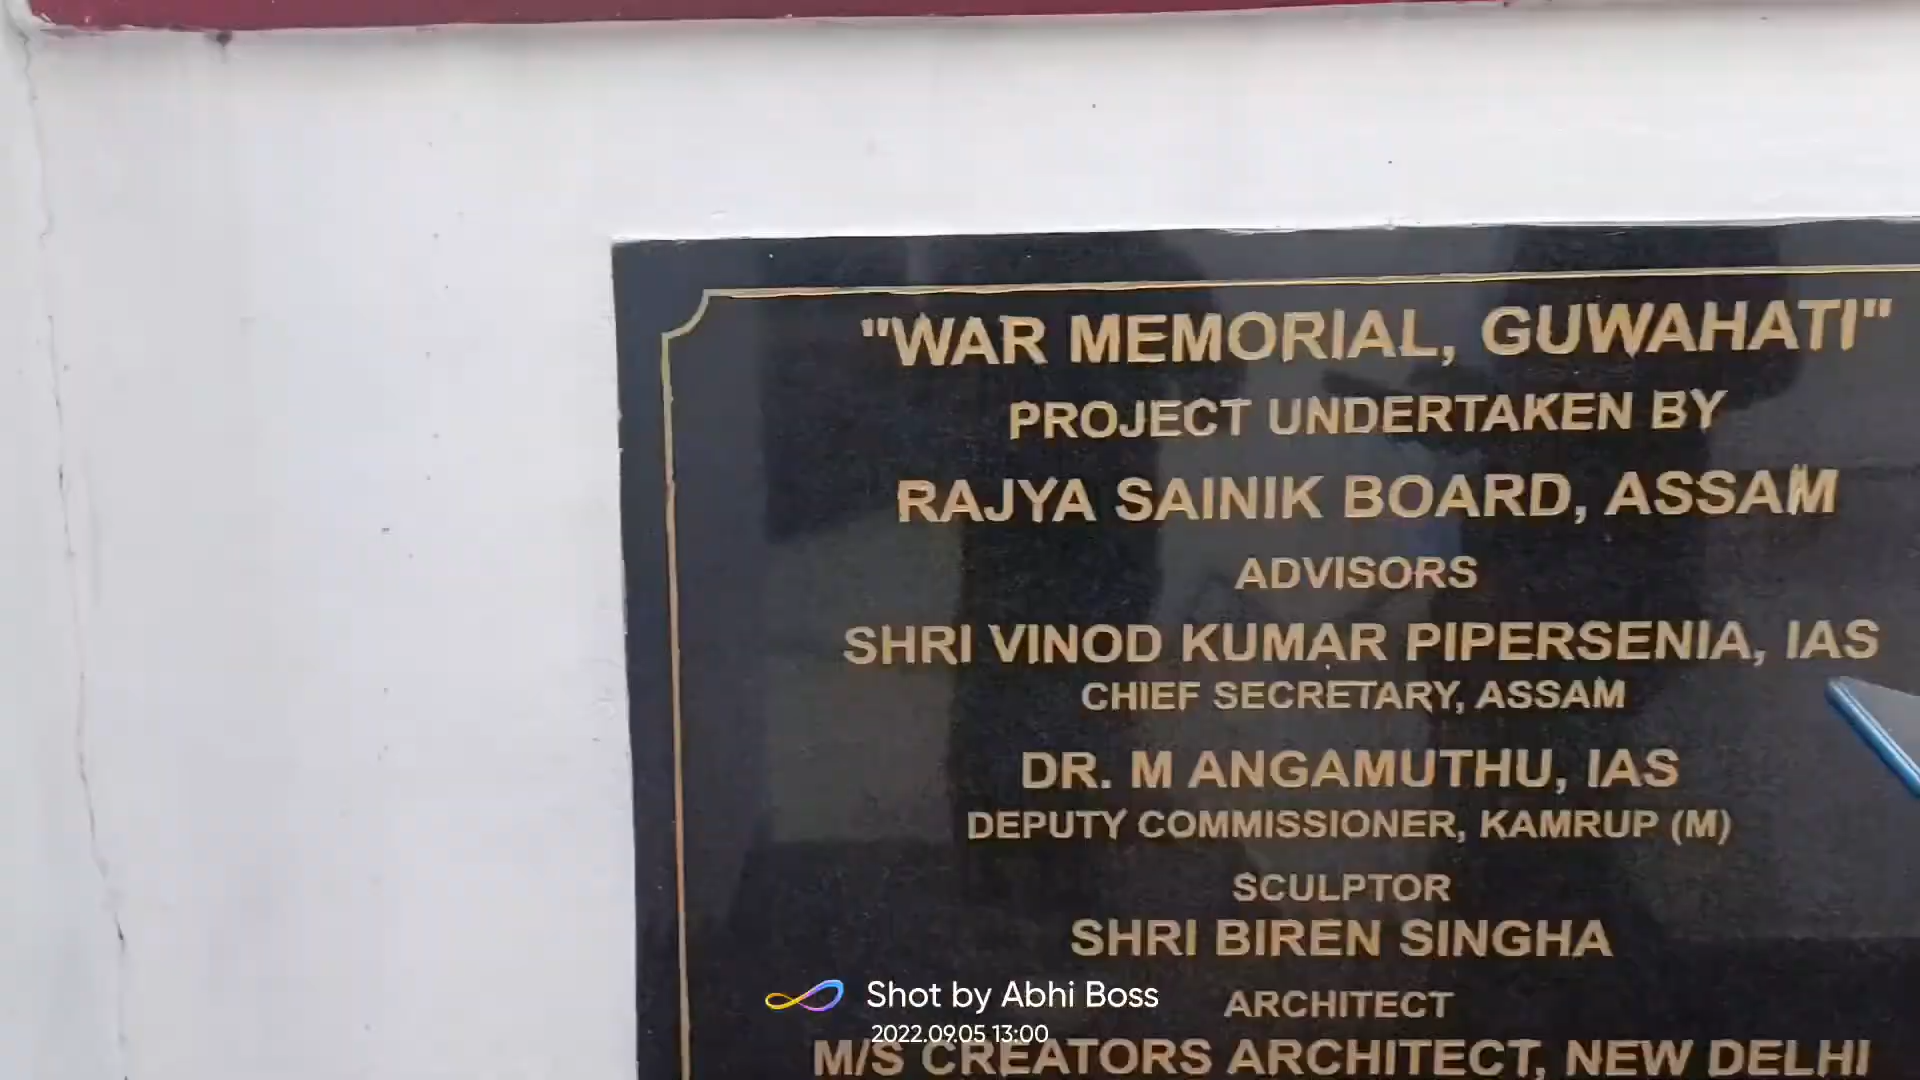 "WAR MEMORIAL, GUWAHATI"
PROJECT UNDERTAKEN BY
RAJYA SAINIK BOARD, ASSAM
ADVISORS
SHRI VINOD KUMAR PIPERSENIA, IAS
CHIEF SECRETARY, ASSAM
DR. M ANGAMUTHU, IAS
DEPUTY COMMISSIONER, KAMRUP (M)
SCULPTOR
SHRI BIREN SINGHA
ARCHITECT
M/S CREATORS ARCHITECT, NEW DELHI
Shot by Abhi Boss
2022.09.05 13:00